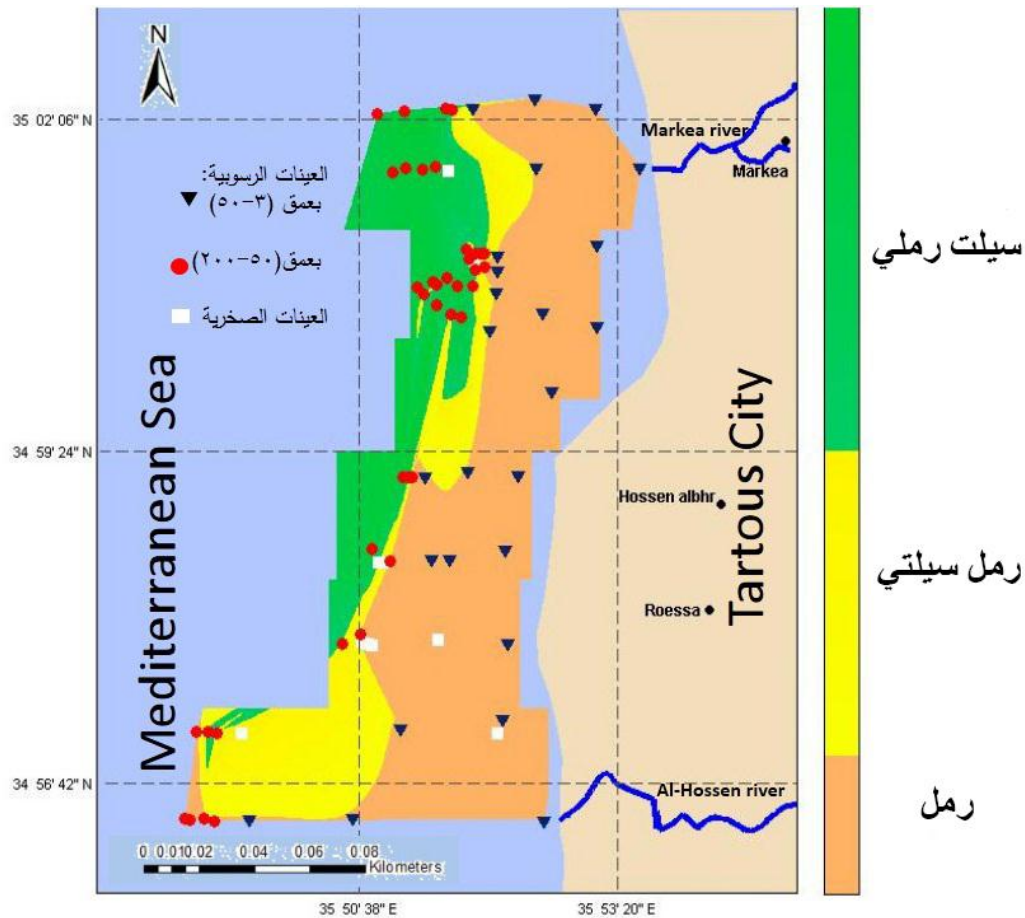 N
35 02 06" N
Markea river
Markea
العينات الرسوبية:
بعمق (٣-٥٠)
بعمق(٥٠-٢٠٠)
العينات الصخرية
سيلت رملي
Mediterranean Sea
Tartous City
34 59 24" N
Hossen albhr
رمل سيلتي
Roessa
34 56 42" N
Al-Hossen river
رمل
0 0.010.02 0.04 0.06 0.08
Kilometers
35 50 38" E 35 53 20" E